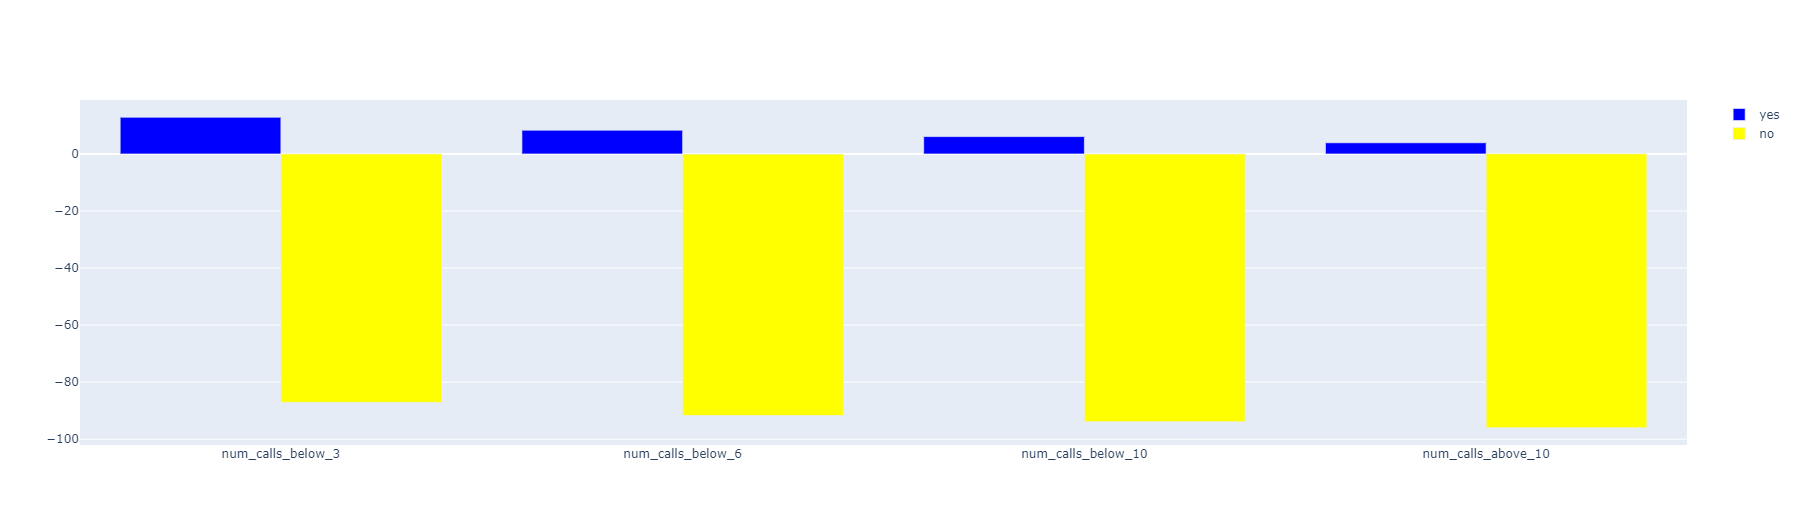 yes
no
0
−20
−40
−60
−80
−100
num_calls_below_3
num_calls_below_6
num_calls_below_10
num_calls_above_10